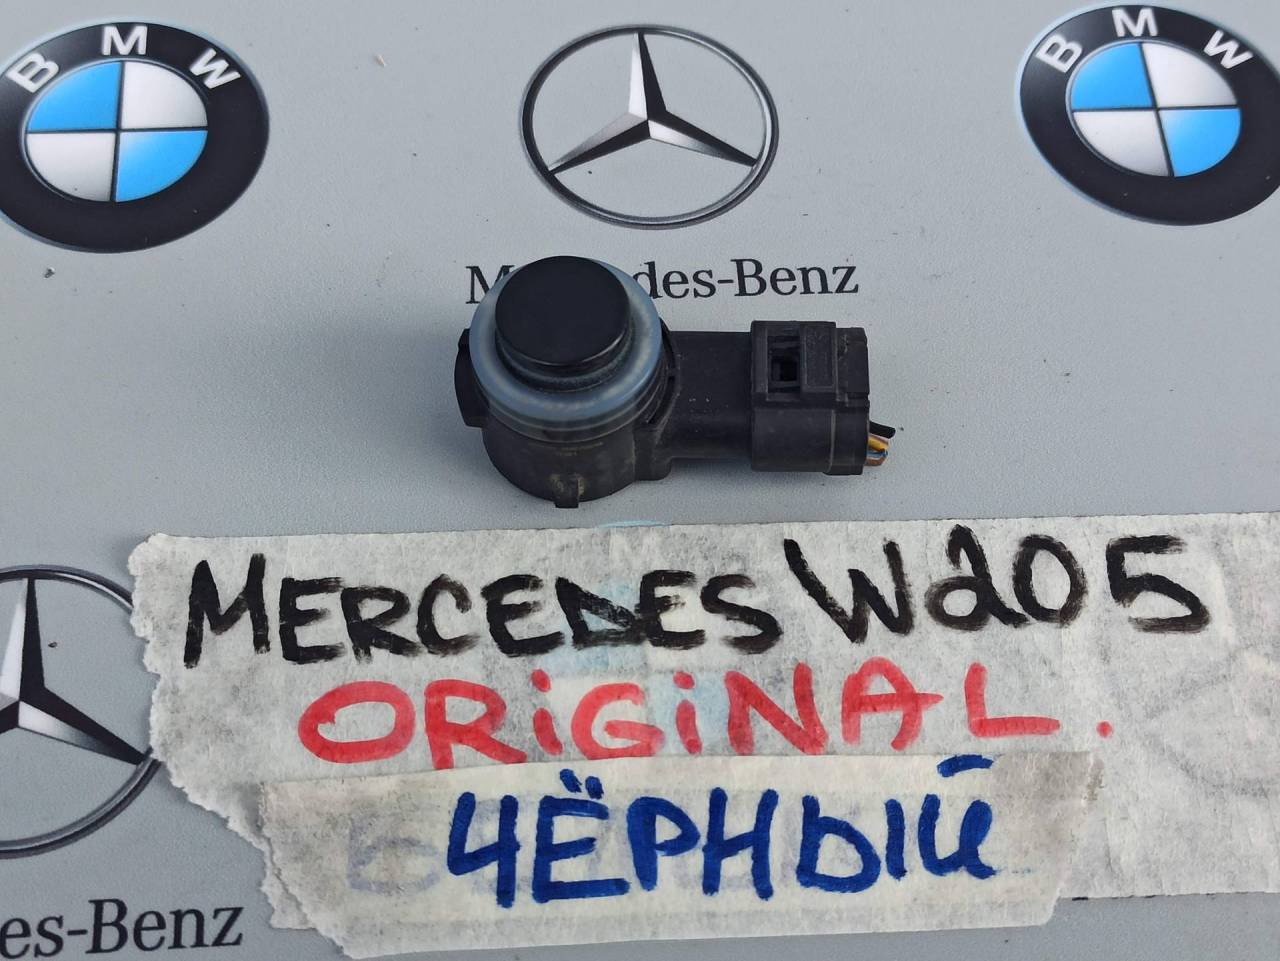 BMW
BMW
Mercedes-Benz
MERCEDES W205
ORiGiNAL.
ЧЁРНЫЙ
es-Benz